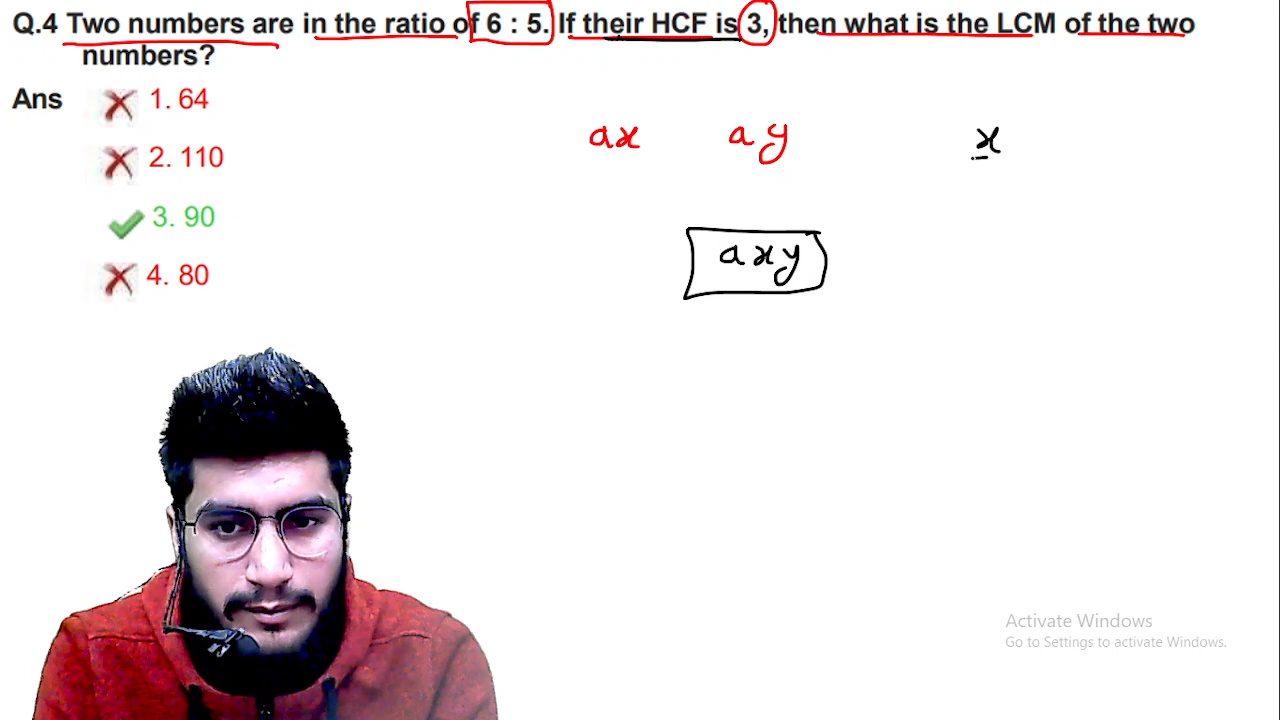 Q.4 Two numbers are in the ratio of 6 : 5. If their HCF is 3, then what is the LCM of the two
numbers?
Ans
1. 64
2. 110
3. 90
4. 80
ax ay x
axy
Activate Windows
Go to Settings to activate Windows.